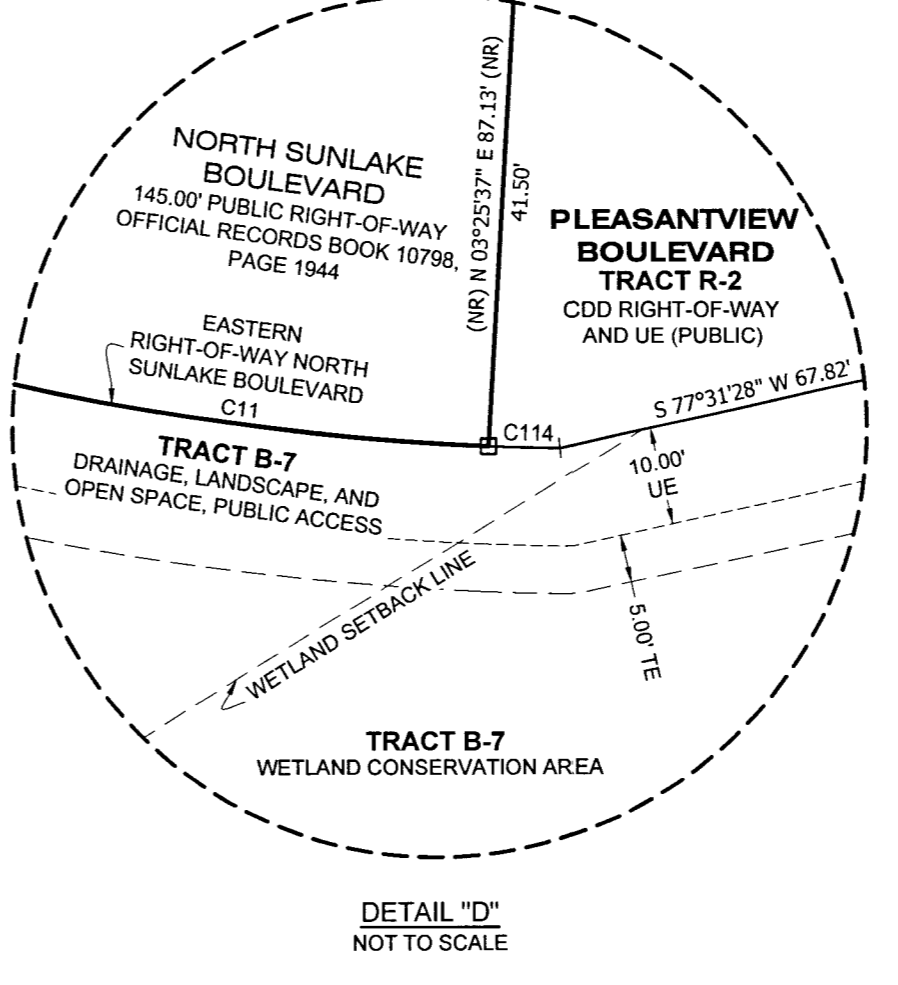 NORTH SUNLAKE
BOULEVARD
145.00' PUBLIC RIGHT-OF-WAY
OFFICIAL RECORDS BOOK 10798,
PAGE 1944
(NR) N 03°25'37" E 87.13' (NR)
41.50'
PLEASANTVIEW
BOULEVARD
TRACT R-2
CDD RIGHT-OF-WAY
AND UE (PUBLIC)
EASTERN
RIGHT-OF-WAY NORTH
SUNLAKE BOULEVARD
C11
C114
S 77°31'28" W 67.82'
TRACT B-7
DRAINAGE, LANDSCAPE, AND
OPEN SPACE, PUBLIC ACCESS
10.00'
UE
WETLAND SETBACK LINE
5.00' TE
TRACT B-7
WETLAND CONSERVATION AREA
DETAIL "D"
NOT TO SCALE